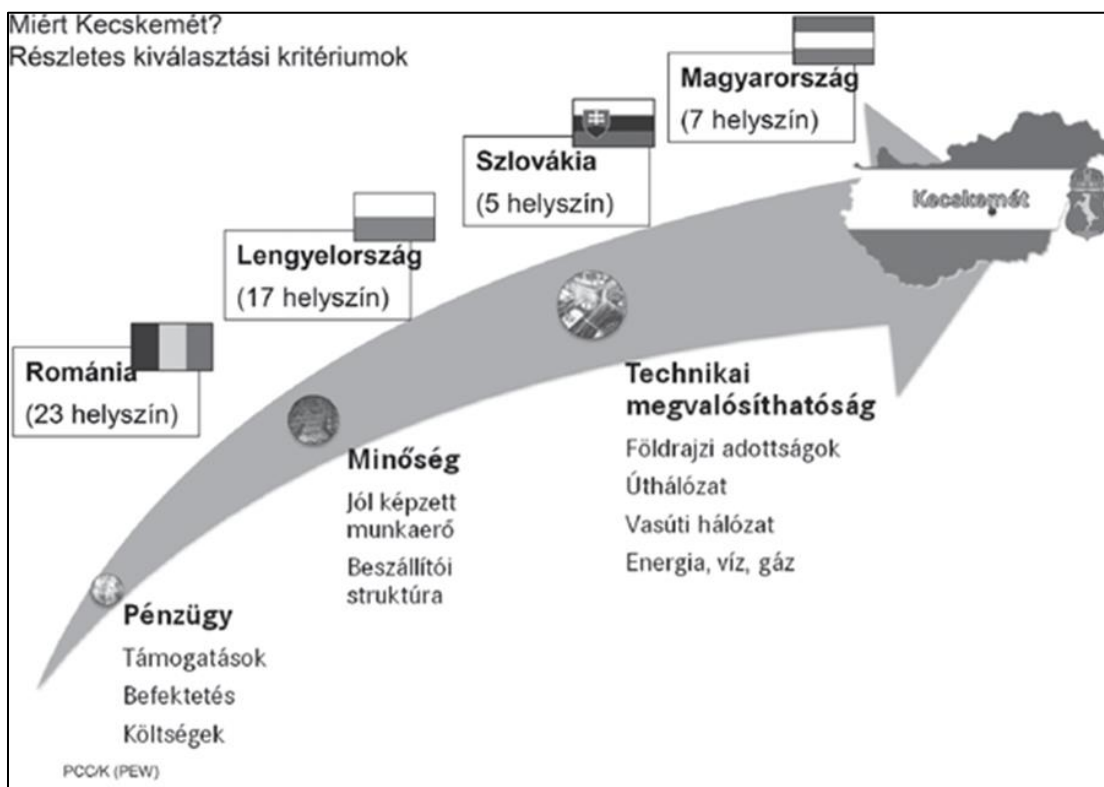 Miért Kecskemét?
Részletes kiválasztási kritériumok
Magyarország
(7 helyszín)
Szlovákia
(5 helyszín)
Lengyelország
(17 helyszín)
Románia
(23 helyszín)
Kecskemét
Technikai
megvalósíthatóság
Földrajzi adottságok
Úthálózat
Vasúti hálózat
Energia, víz, gáz
Minőség
Jól képzett
munkaerő
Beszállítói
struktúra
Pénzügy
Támogatások
Befektetés
Költségek
PCC/K (PEW)